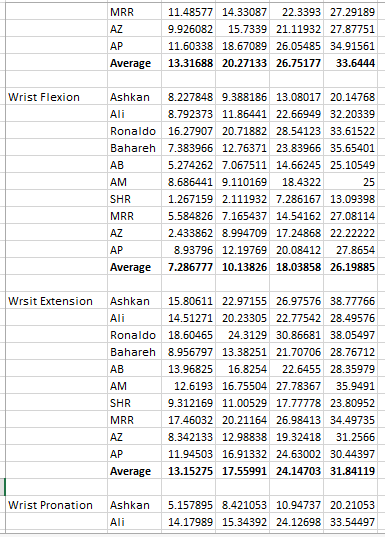 MRR 11.48577 14.33087 22.3393 27.29189
AZ 9.926082 15.7339 21.11932 27.87751
AP 11.60338 18.67089 26.05485 34.91561
Average 13.31688 20.27133 26.75177 33.6444
Wrist Flexion Ashkan 8.227848 9.388186 13.08017 20.14768
Ali 8.792373 11.86441 22.66949 32.20339
Ronaldo 16.27907 20.71882 28.54123 33.61522
Bahareh 7.383966 12.76371 23.83966 35.65401
AB 5.274262 7.067511 14.66245 25.10549
AM 8.686441 9.110169 18.4322 25
SHR 1.267159 2.111932 7.286167 13.09398
MRR 5.584826 7.165437 14.54162 27.08114
AZ 2.433862 8.994709 17.24868 22.22222
AP 8.93796 12.19769 20.08412 27.8654
Average 7.286777 10.13826 18.03858 26.19885
Wrsit Extension Ashkan 15.80611 22.97155 26.97576 38.77766
Ali 14.51271 20.23305 22.77542 28.49576
Ronaldo 18.60465 24.3129 30.86681 38.05497
Bahareh 8.956797 13.38251 21.70706 28.76712
AB 13.96825 16.8254 22.6455 28.35979
AM 12.6193 16.75504 27.78367 35.9491
SHR 9.312169 11.00529 17.77778 23.80952
MRR 17.46032 20.21164 26.98413 34.49735
AZ 8.342133 12.98838 19.32418 31.2566
AP 11.94503 16.91332 24.63002 30.44397
Average 13.15275 17.55991 24.14703 31.84119
Wrist Pronation Ashkan 5.157895 8.421053 10.94737 20.21053
Ali 14.17989 15.34392 24.12698 33.54497